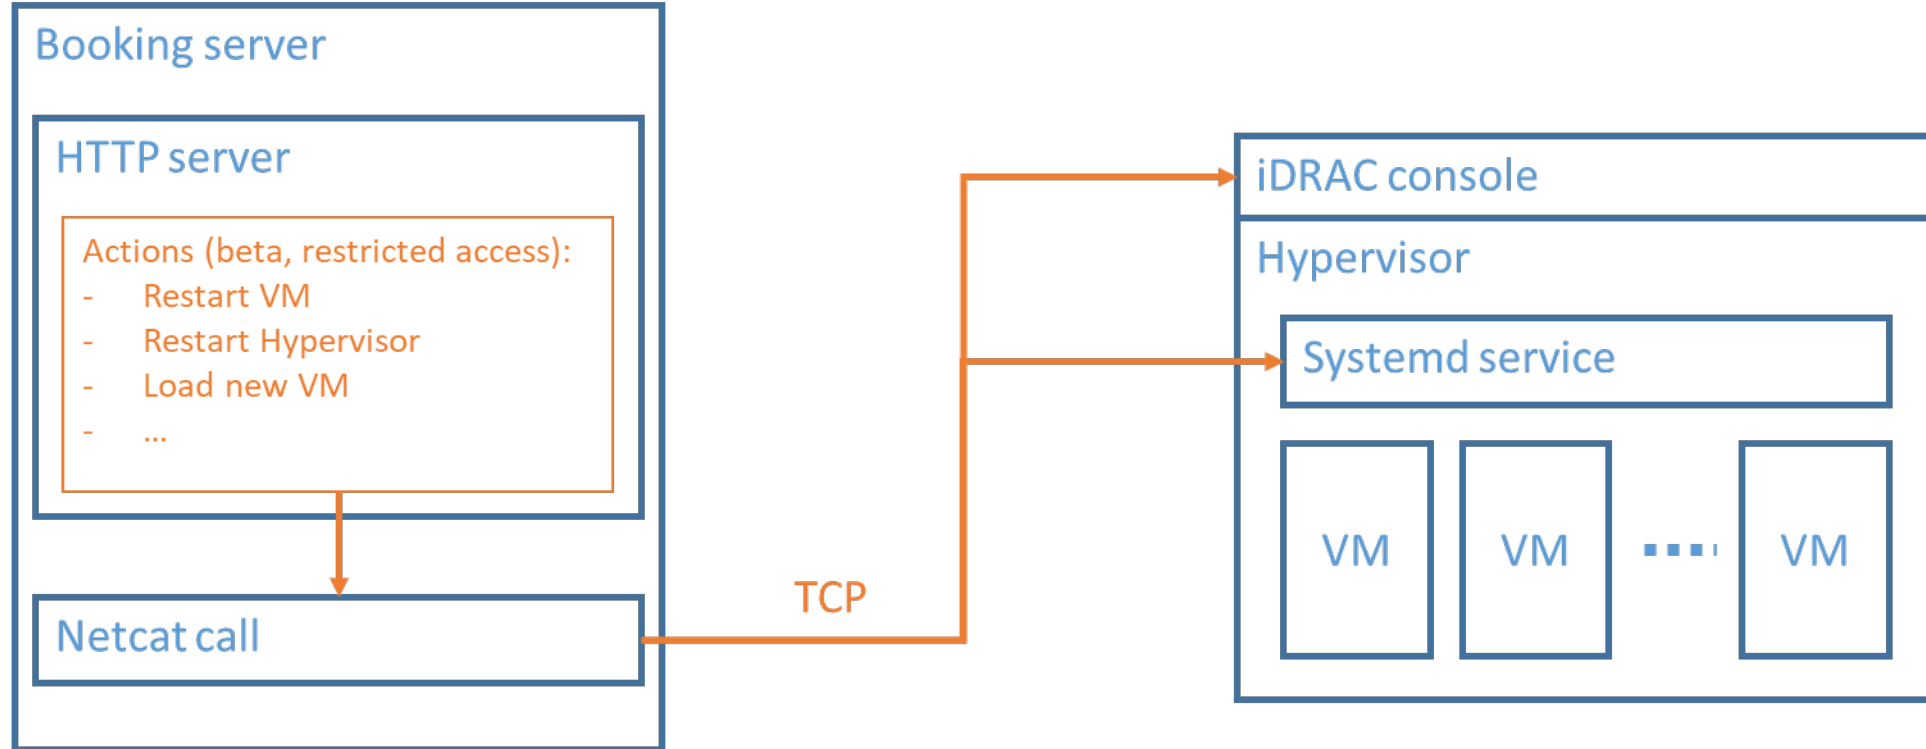 Booking server
HTTP server
Actions (beta, restricted access):
- Restart VM
- Restart Hypervisor
- Load new VM
- ...
Netcat call
TCP
iDRAC console
Hypervisor
Systemd service
VM VM VM